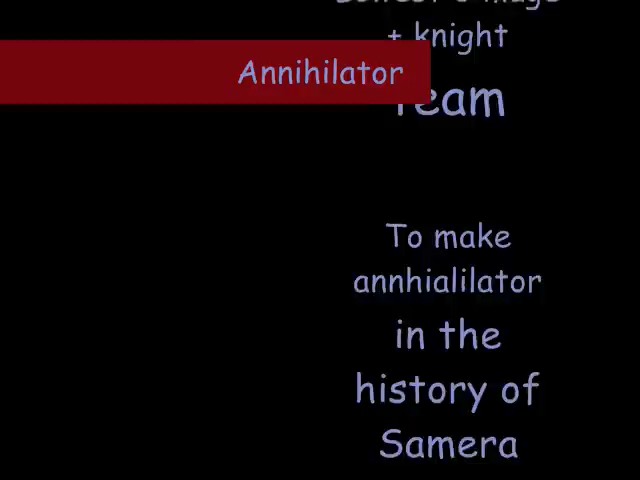 + knight
Annihilator
Team
To make
annhialilator
in the
history of
Samera